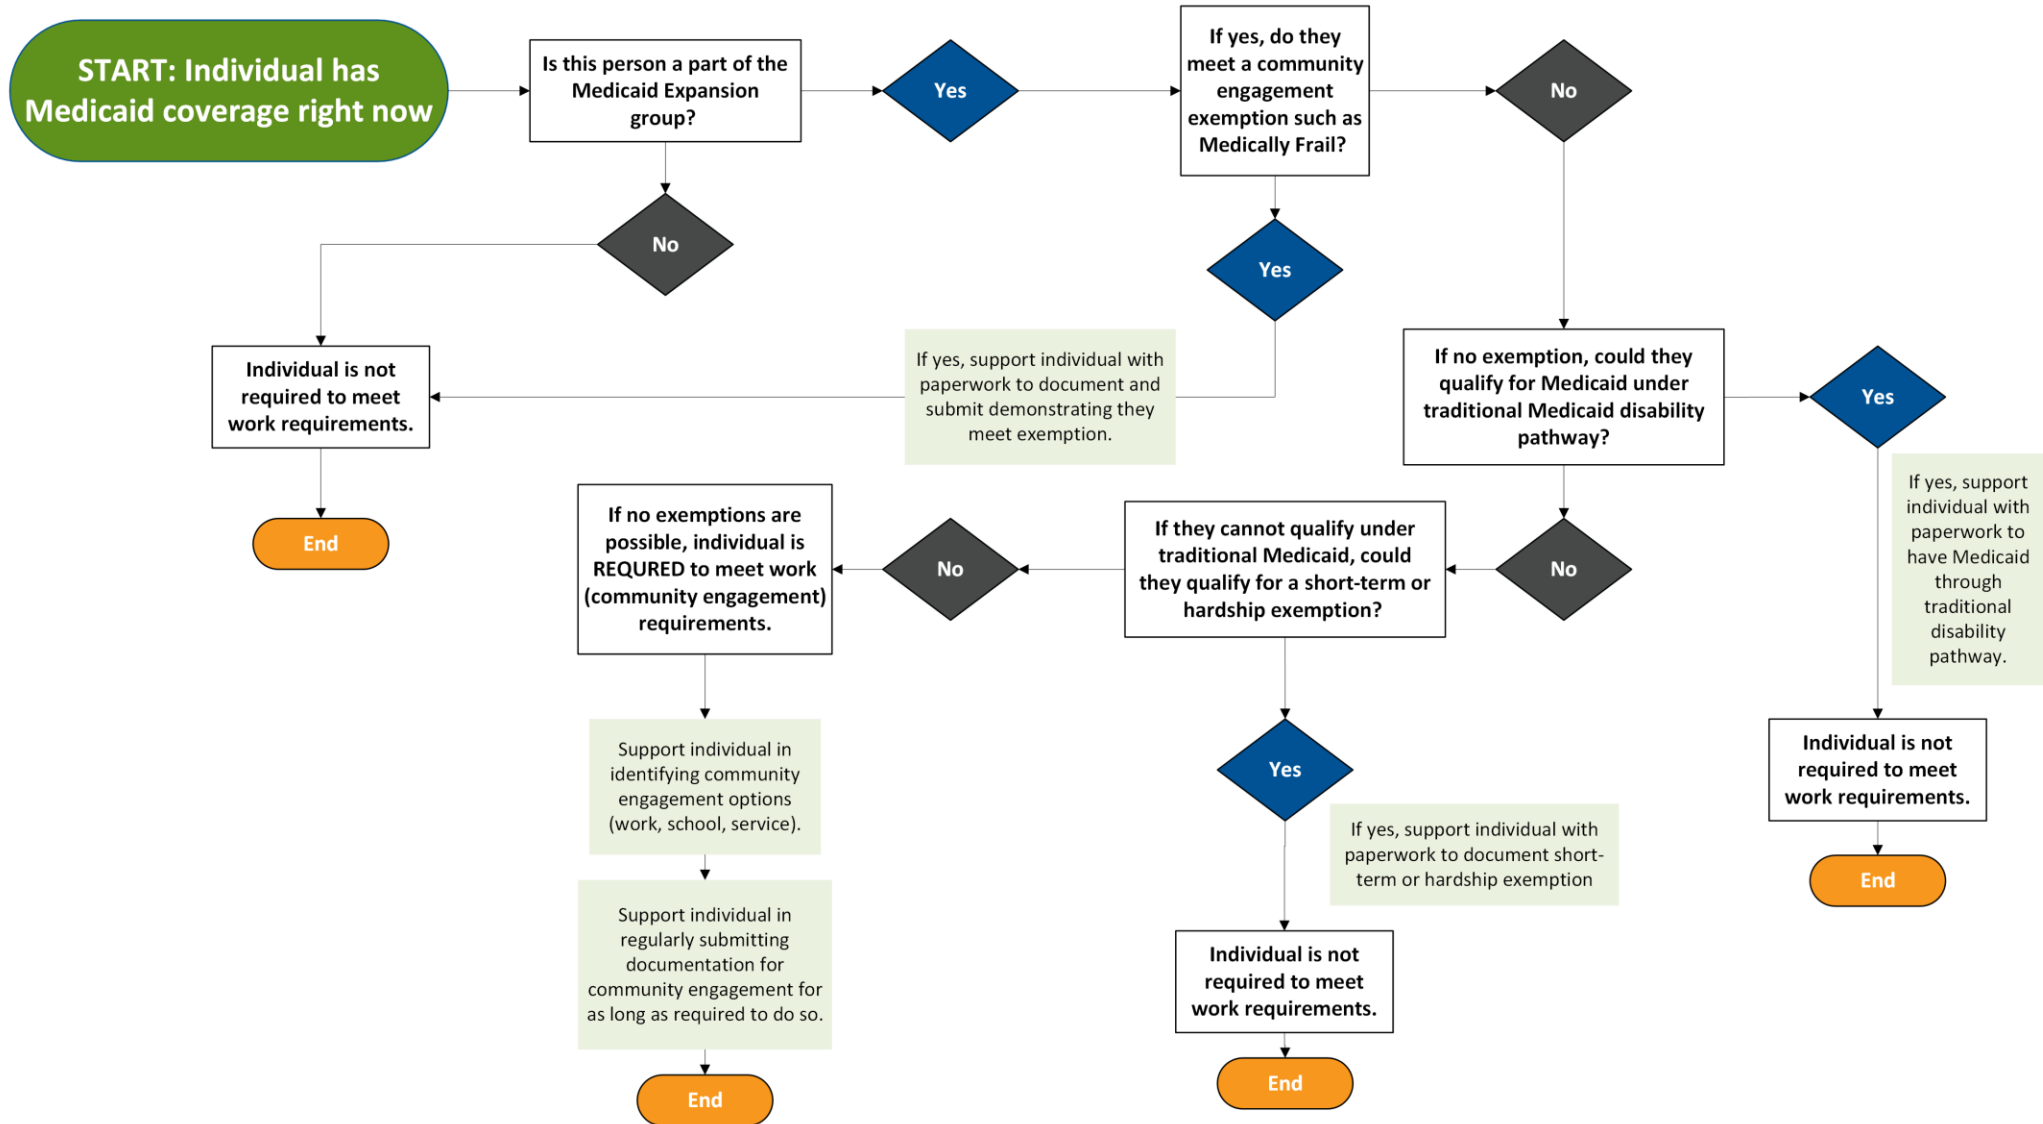 START: Individual has
Medicaid coverage right now
Is this person a part of the
Medicaid Expansion
group?
Yes
If yes, do they
meet a community
engagement
exemption such as
Medically Frail?
No
No
Yes
Individual is not
required to meet
work requirements.
If yes, support individual with
paperwork to document and
submit demonstrating they
meet exemption.
If no exemption, could they
qualify for Medicaid under
traditional Medicaid disability
pathway?
Yes
If yes, support
individual with
paperwork to
have Medicaid
through
traditional
disability
pathway.
End
If no exemptions are
possible, individual is
REQURED to meet work
(community engagement)
requirements.
No
If they cannot qualify under
traditional Medicaid, could
they qualify for a short-term or
hardship exemption?
No
Support individual in
identifying community
engagement options
(work, school, service).
Yes
Individual is not
required to meet
work requirements.
If yes, support individual with
paperwork to document short-
term or hardship exemption
End
Support individual in
regularly submitting
documentation for
community engagement for
as long as required to do so.
Individual is not
required to meet
work requirements.
End
End